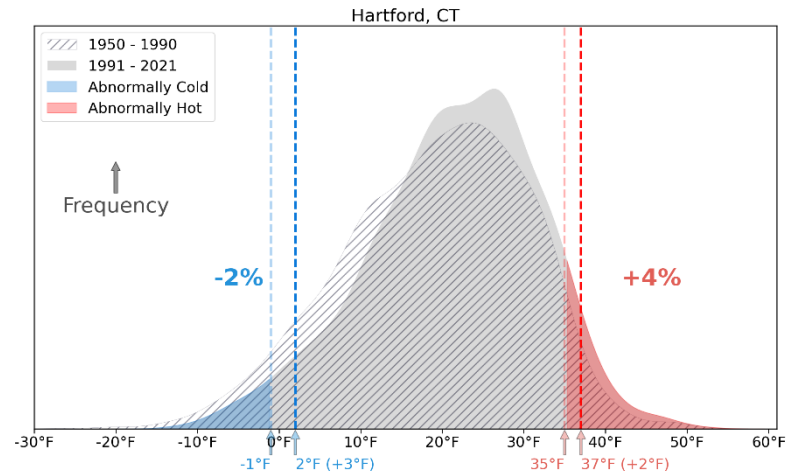 Hartford, CT
1950 - 1990
1991 - 2021
Abnormally Cold
Abnormally Hot
Frequency
-2%
+4%
-30°F -20°F -10°F 0°F 10°F 20°F 30°F 40°F 50°F 60°F
-1°F 2°F (+3°F) 35°F 37°F (+2°F)